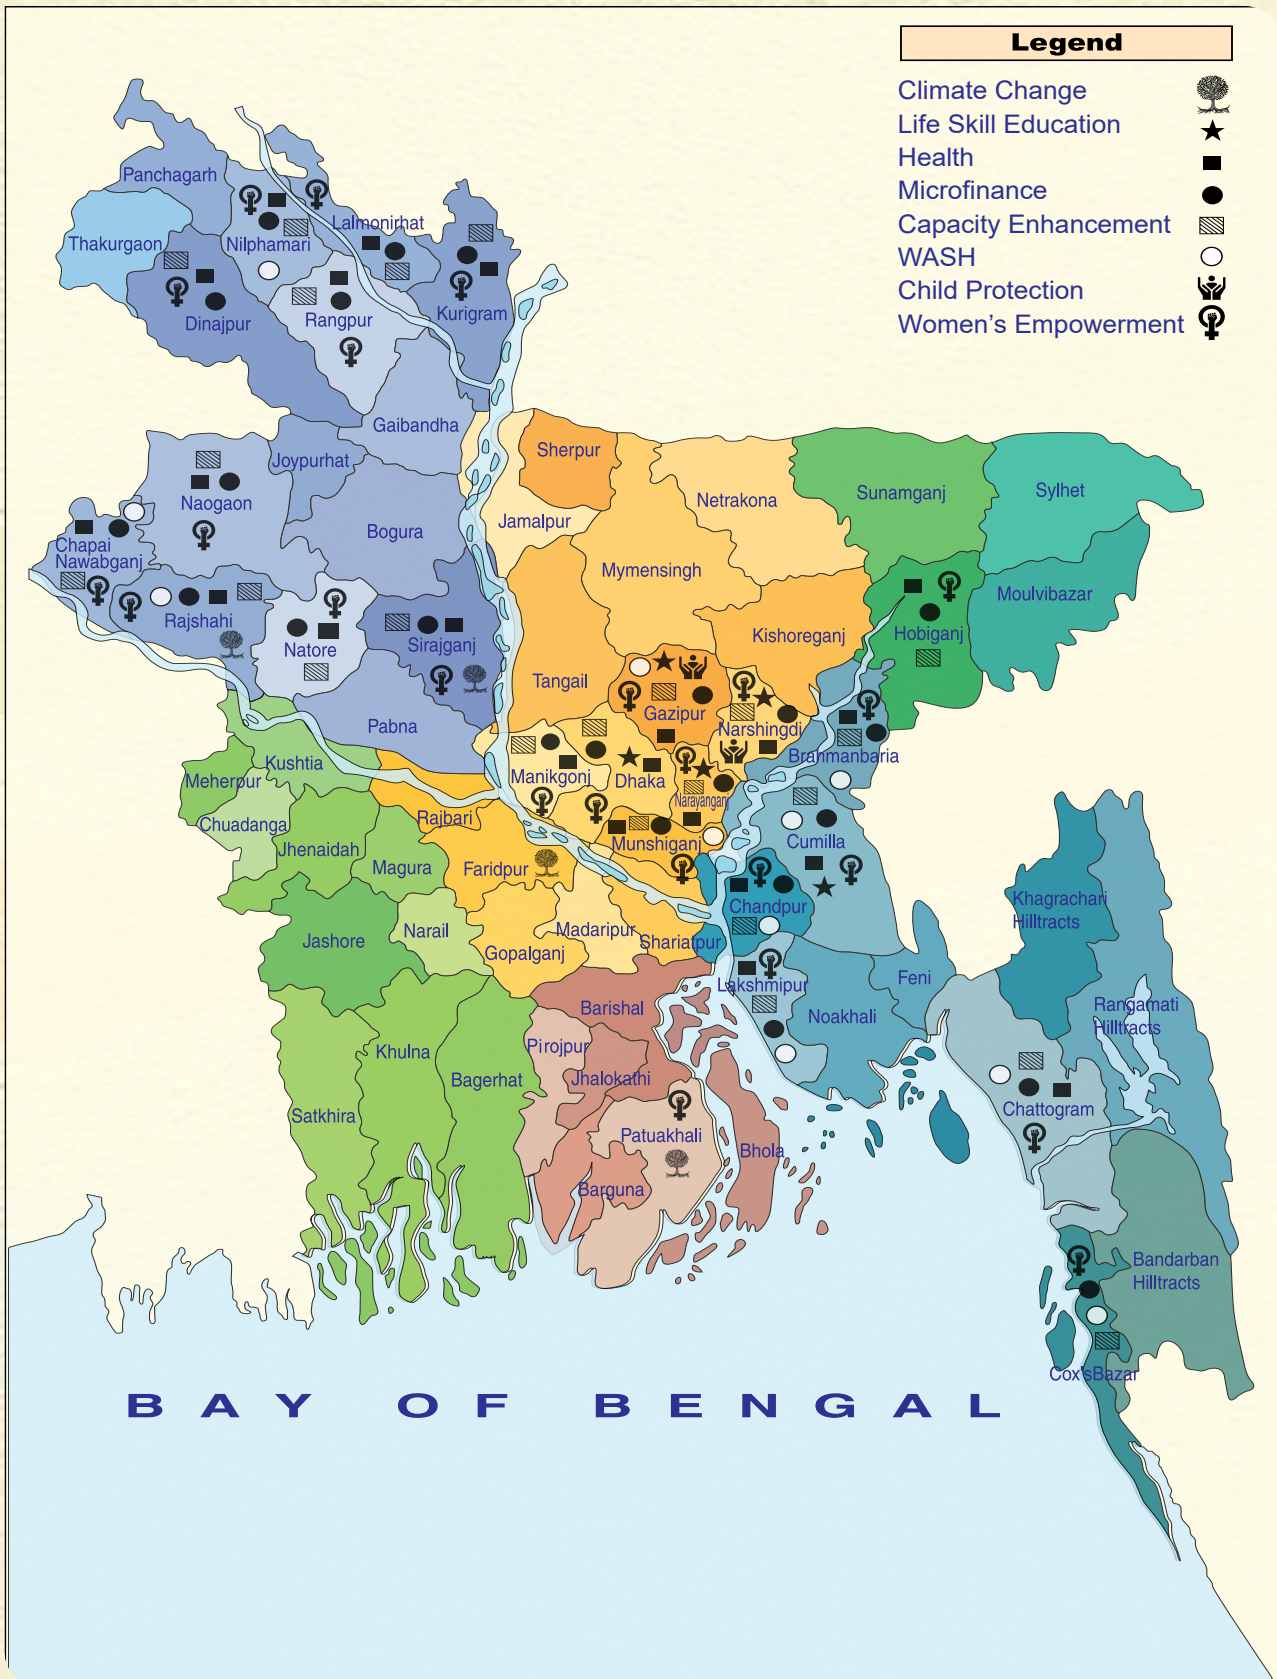 Legend
Climate Change
Life Skill Education
Health
Microfinance
Capacity Enhancement
WASH
Child Protection
Women's Empowerment
Panchagarh
Thakurgaon
Nilphamari
Lalmonirhat
Dinajpur
Rangpur
Kurigram
Gaibandha
Joypurhat
Naogaon
Bogura
Chapai
Nawabganj
Rajshahi
Natore
Sirajganj
Pabna
Sherpur
Jamalpur
Netrakona
Mymensingh
Tangail
Kishoreganj
Sunamganj
Sylhet
Moulvibazar
Hobiganj
Gazipur
Narshingdi
Brahmanbaria
Manikgonj
Dhaka
Narayanganj
Munshiganj
Cumilla
Kushtia
Meherpur
Chuadanga
Jhenaidah
Magura
Rajbari
Faridpur
Chandpur
Jashore
Narail
Gopalganj
Madaripur
Shariatpur
Lakshmipur
Noakhali
Feni
Khagrachari
Hilltracts
Rangamati
Hilltracts
Barishal
Pirojpur
Jhalokathi
Khulna
Bagerhat
Satkhira
Patuakhali
Bhola
Barguna
Chattogram
Bandarban
Hilltracts
Cox'sBazar
BAY OF BENGAL